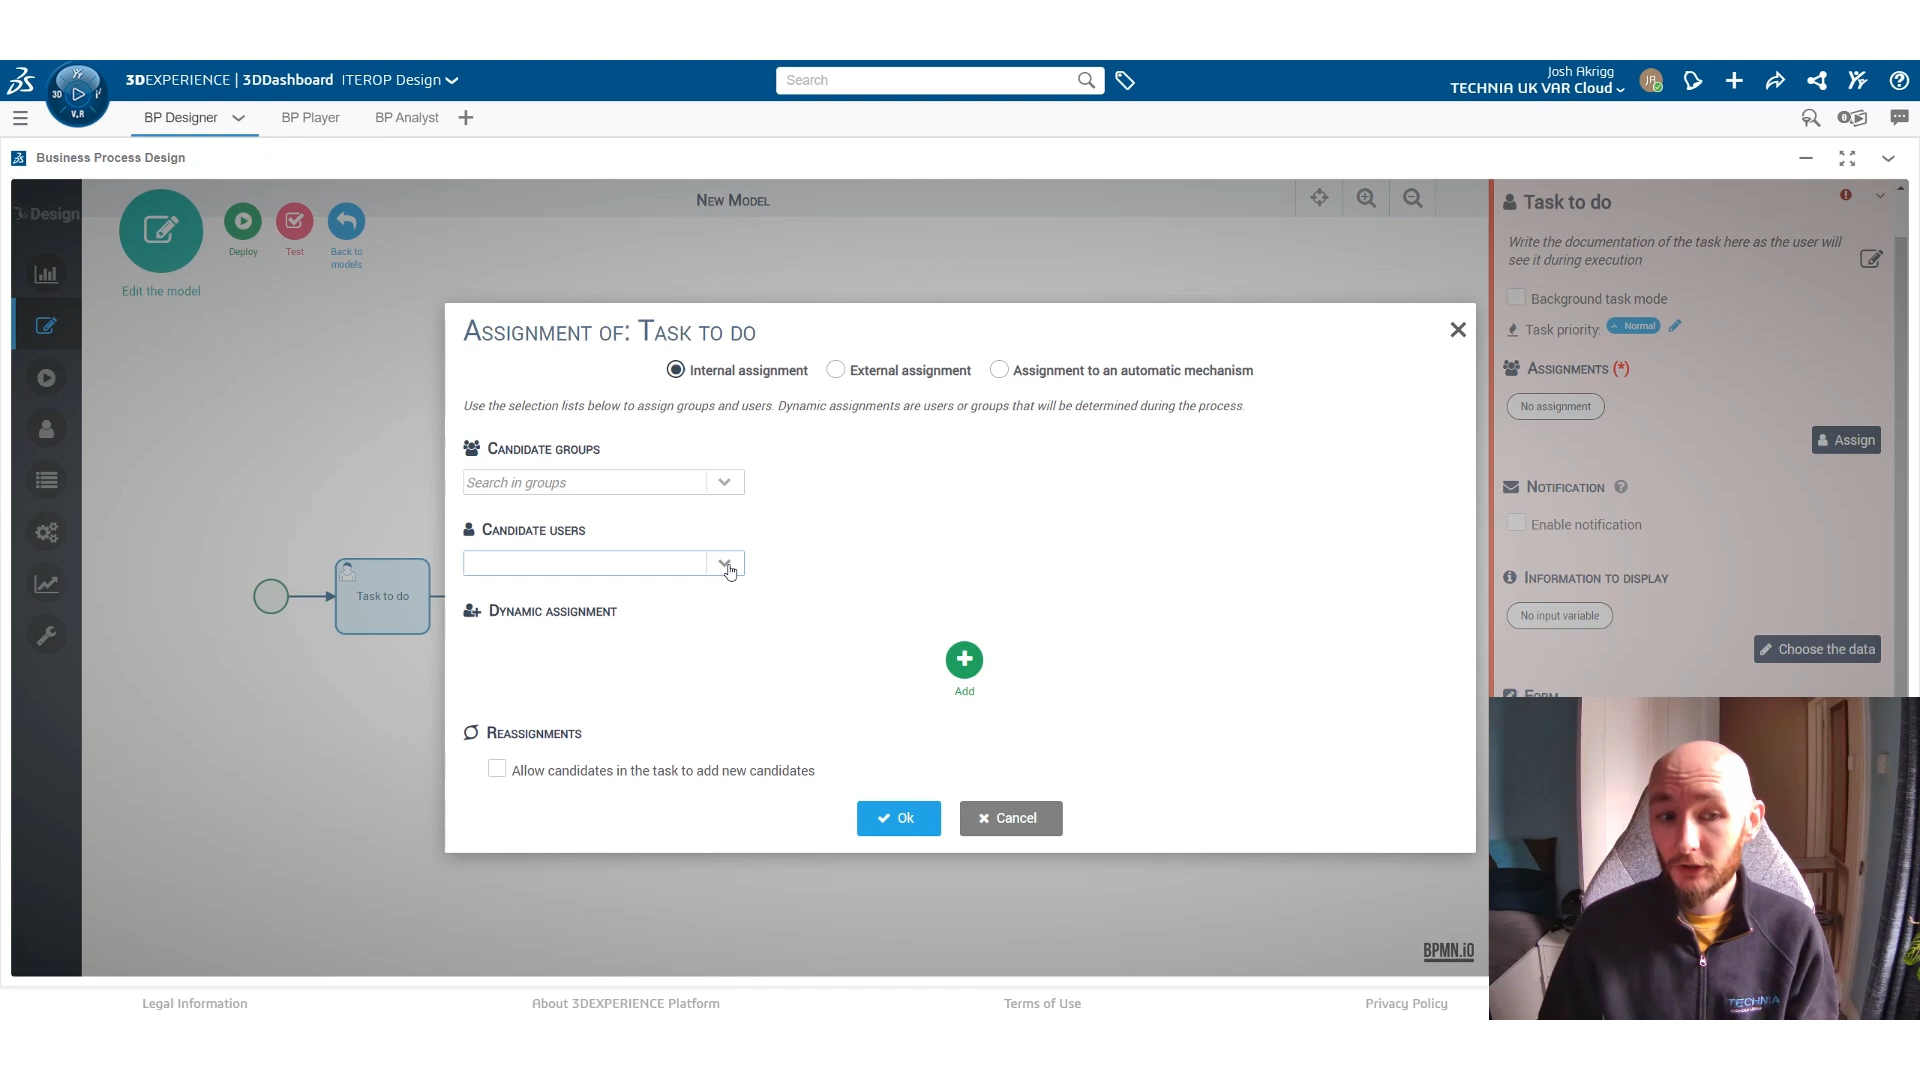 Josh Akrigg
3DEXPERIENCE | 3DDashboard ITEROP Design
Search
TECHNIA UK VAR Cloud
JA
3D
V.R
BP Designer
BP Player
BP Analyst
Business Process Design
Design
NEW MODEL
Deploy
Test
Back to
models
Edit the model
Task to do
Write the documentation of the task here as the user will
see it during execution
Background task mode
Task priority: Normal
ASSIGNMENTS (*)
No assignment
Assign
NOTIFICATION
Enable notification
INFORMATION TO DISPLAY
No input variable
Choose the data
FORM
ASSIGNMENT OF: TASK TO DO
Internal assignment
External assignment
Assignment to an automatic mechanism
Use the selection lists below to assign groups and users. Dynamic assignments are users or groups that will be determined during the process.
CANDIDATE GROUPS
Search in groups
CANDIDATE USERS
DYNAMIC ASSIGNMENT
Add
REASSIGNMENTS
Allow candidates in the task to add new candidates
Ok
Cancel
Task to do
BPMN.iO
TECHNIA
Legal Information
About 3DEXPERIENCE Platform
Terms of Use
Privacy Policy